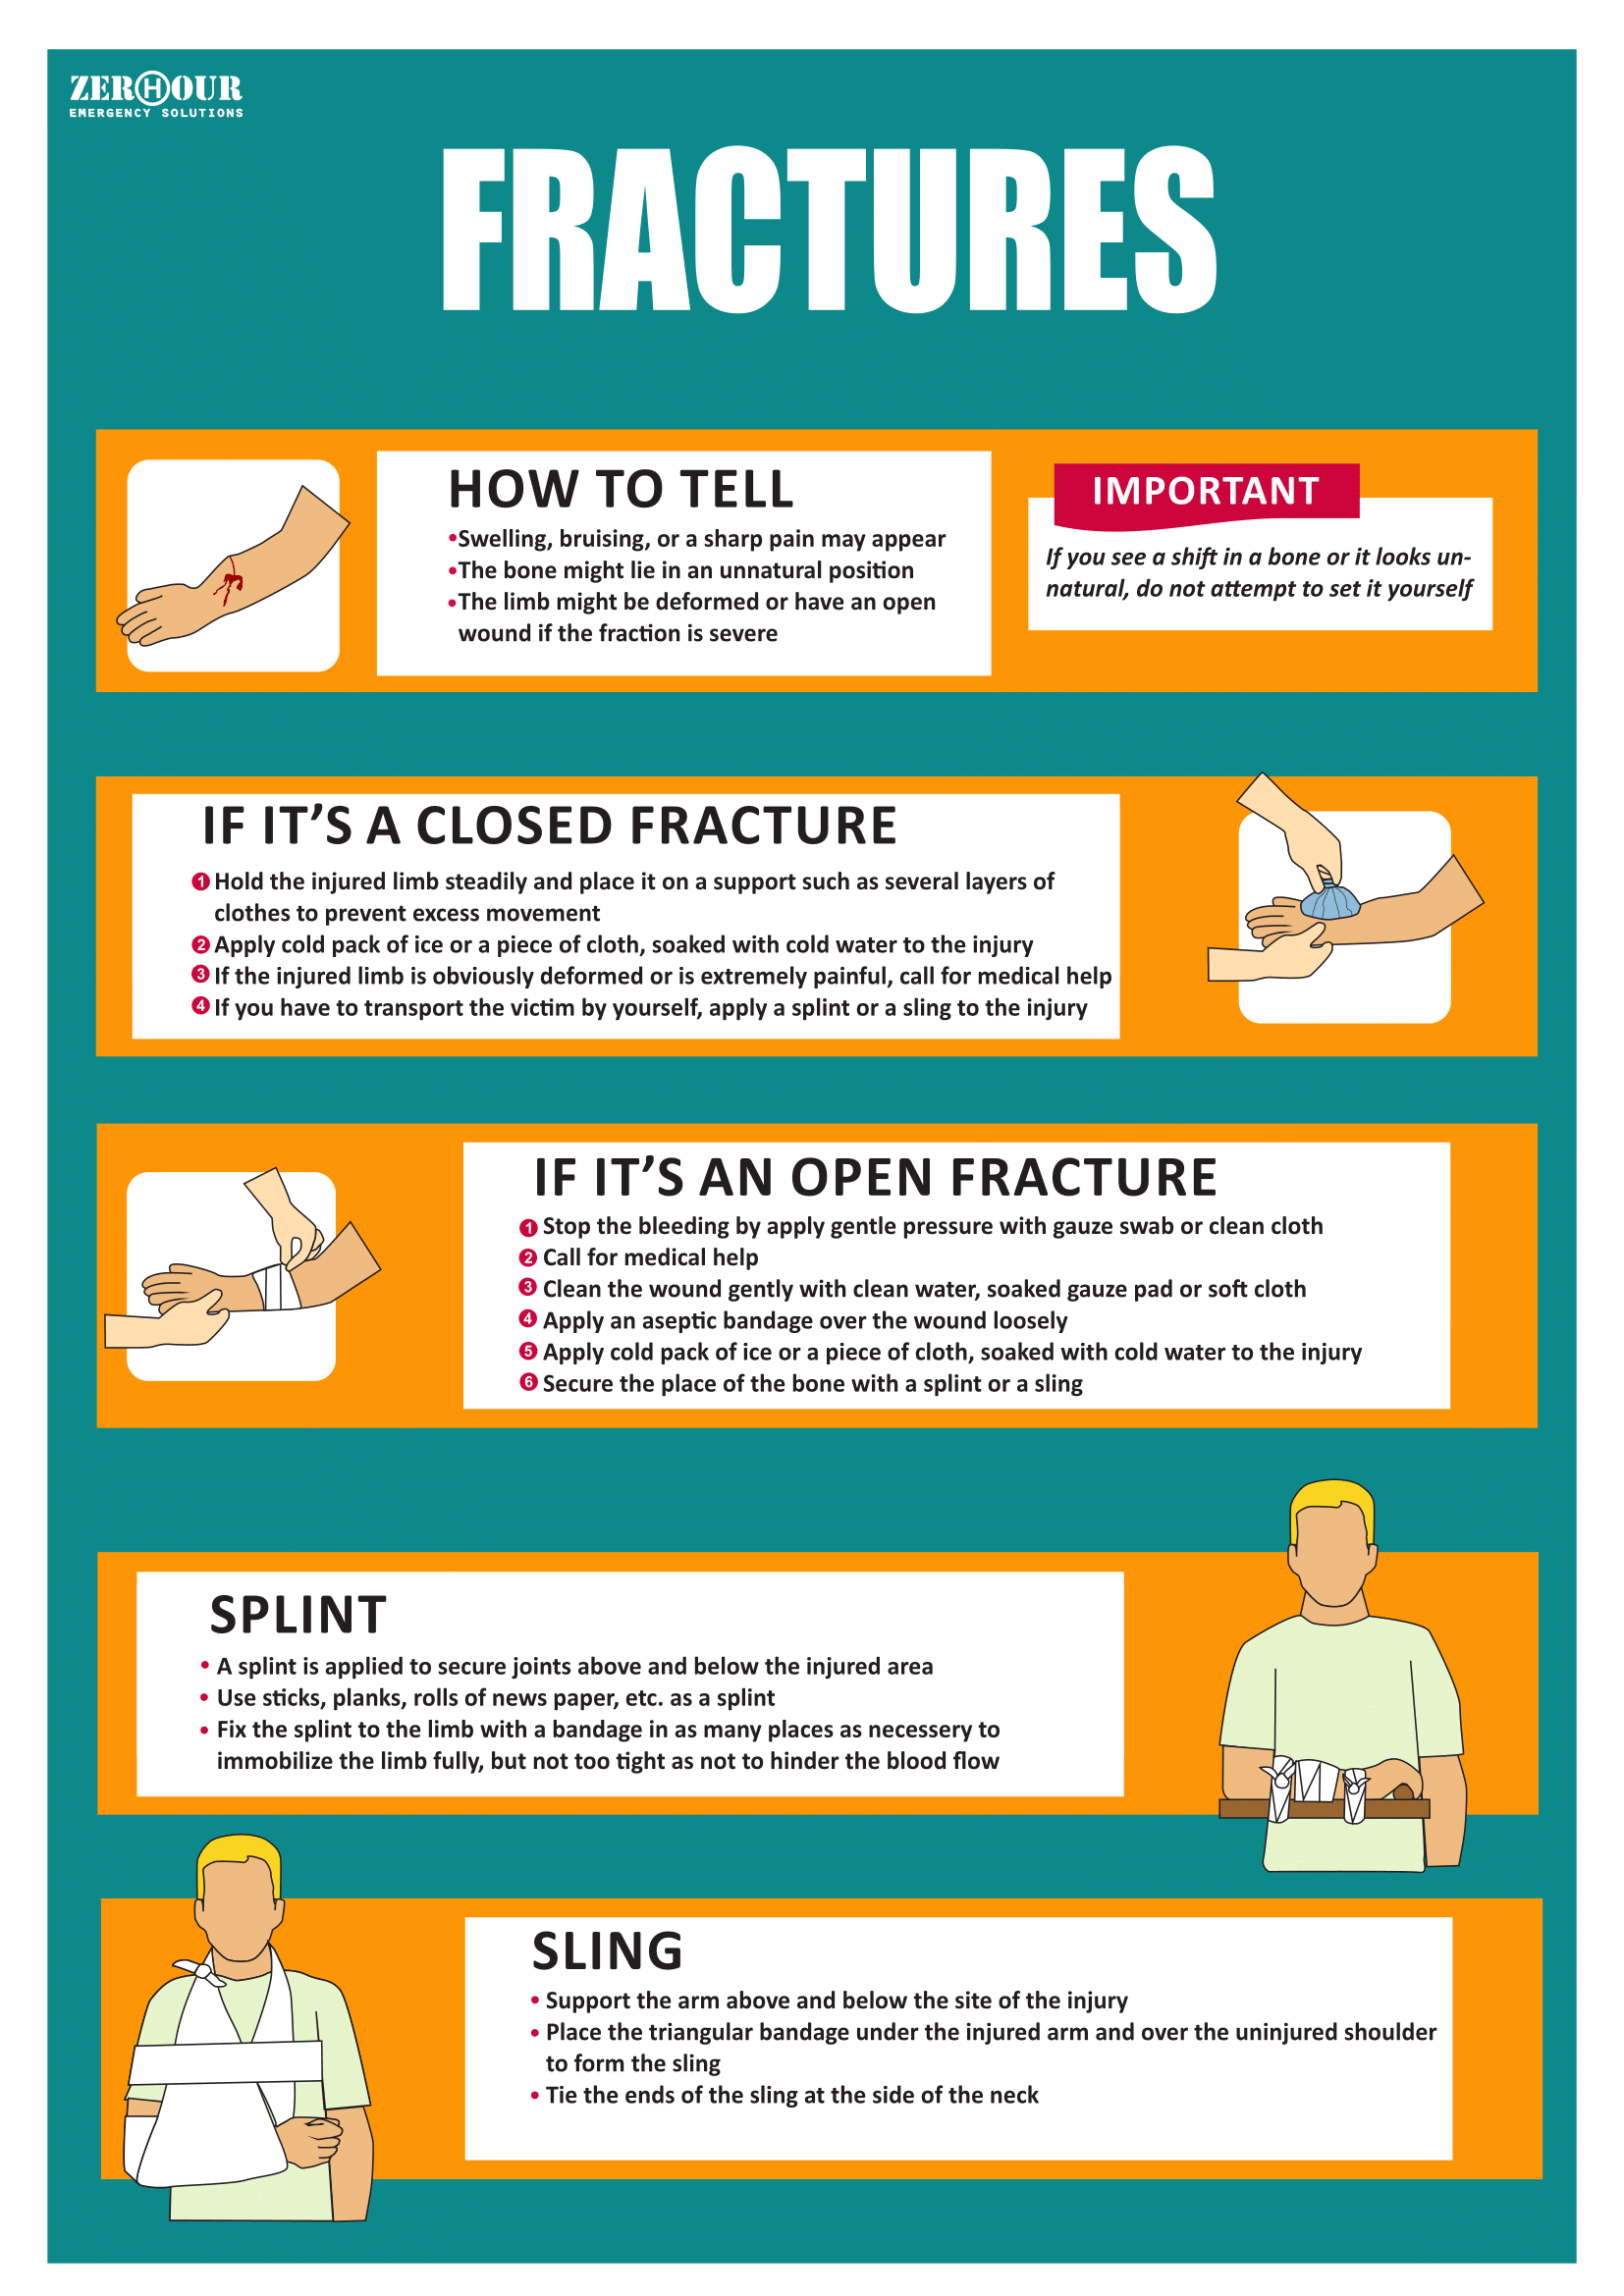 ZERHOUR
EMERGENCY SOLUTIONS
FRACTURES
HOW TO TELL
•Swelling, bruising, or a sharp pain may appear
•The bone might lie in an unnatural position
•The limb might be deformed or have an open
wound if the fraction is severe
IMPORTANT
If you see a shift in a bone or it looks un-
natural, do not attempt to set it yourself
IF IT’S A CLOSED FRACTURE
1 Hold the injured limb steadily and place it on a support such as several layers of
clothes to prevent excess movement
2 Apply cold pack of ice or a piece of cloth, soaked with cold water to the injury
3 If the injured limb is obviously deformed or is extremely painful, call for medical help
4 If you have to transport the victim by yourself, apply a splint or a sling to the injury
IF IT’S AN OPEN FRACTURE
1 Stop the bleeding by apply gentle pressure with gauze swab or clean cloth
2 Call for medical help
3 Clean the wound gently with clean water, soaked gauze pad or soft cloth
4 Apply an aseptic bandage over the wound loosely
5 Apply cold pack of ice or a piece of cloth, soaked with cold water to the injury
6 Secure the place of the bone with a splint or a sling
SPLINT
• A splint is applied to secure joints above and below the injured area
• Use sticks, planks, rolls of news paper, etc. as a splint
• Fix the splint to the limb with a bandage in as many places as necessery to
immobilize the limb fully, but not too tight as not to hinder the blood flow
SLING
• Support the arm above and below the site of the injury
• Place the triangular bandage under the injured arm and over the uninjured shoulder
to form the sling
• Tie the ends of the sling at the side of the neck